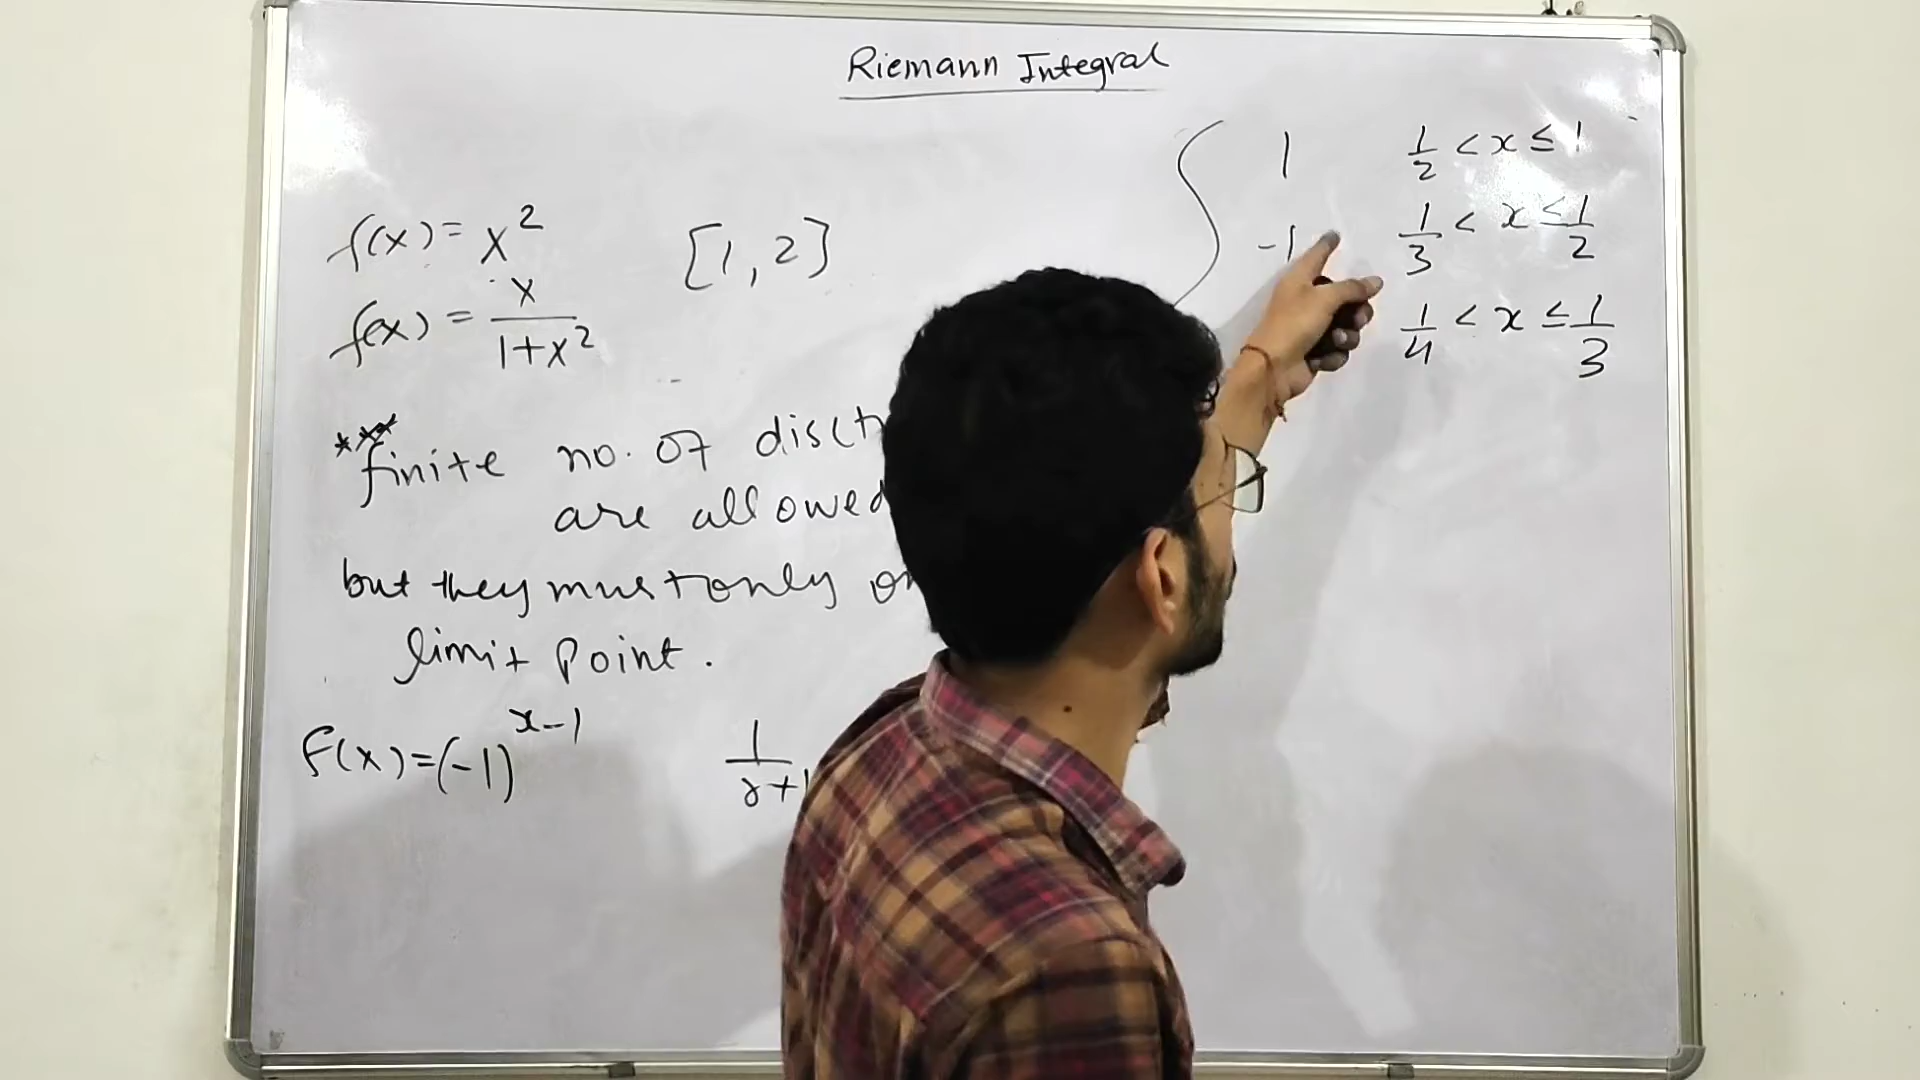 Riemann Integral
f(x) = x² [1, 2]
f(x) = x/(1+x²)
*** finite no. of
are allowed
but they must only
limit point.
f(x) = (-1)^(x-1) 1/(r+1
{ 1 1/2 < x ≤ 1
-1 1/3 < x ≤ 1/2
1/4 < x ≤ 1/3